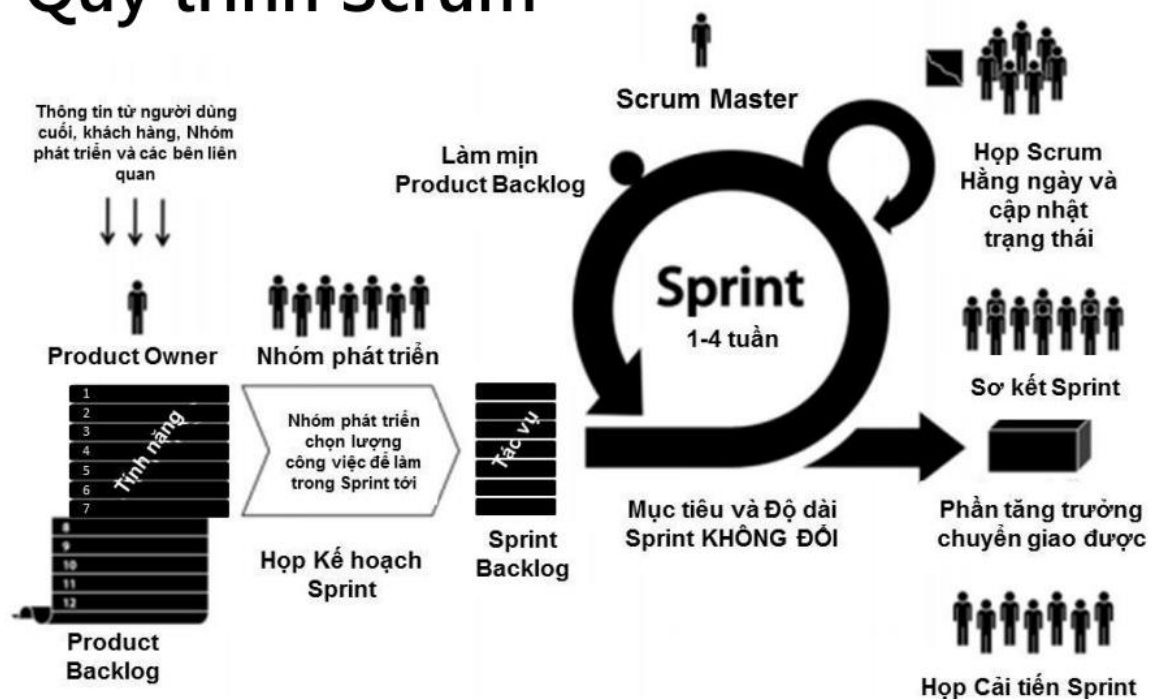 Quy trình Scrum
Thông tin từ người dùng
cuối, khách hàng, Nhóm
phát triển và các bên liên
quan
Product Owner
Nhóm phát triển
1
2
3
4
5
6
7
Tính năng
8
9
10
11
12
Product
Backlog
Nhóm phát triển
chọn lượng
công việc để làm
trong Sprint tới
Họp Kế hoạch
Sprint
Tác vụ
Sprint
Backlog
Làm mịn
Product Backlog
Scrum Master
Sprint
1-4 tuần
Mục tiêu và Độ dài
Sprint KHÔNG ĐỔI
Họp Scrum
Hằng ngày và
cập nhật
trạng thái
Sơ kết Sprint
Phần tăng trưởng
chuyển giao được
Họp Cải tiến Sprint